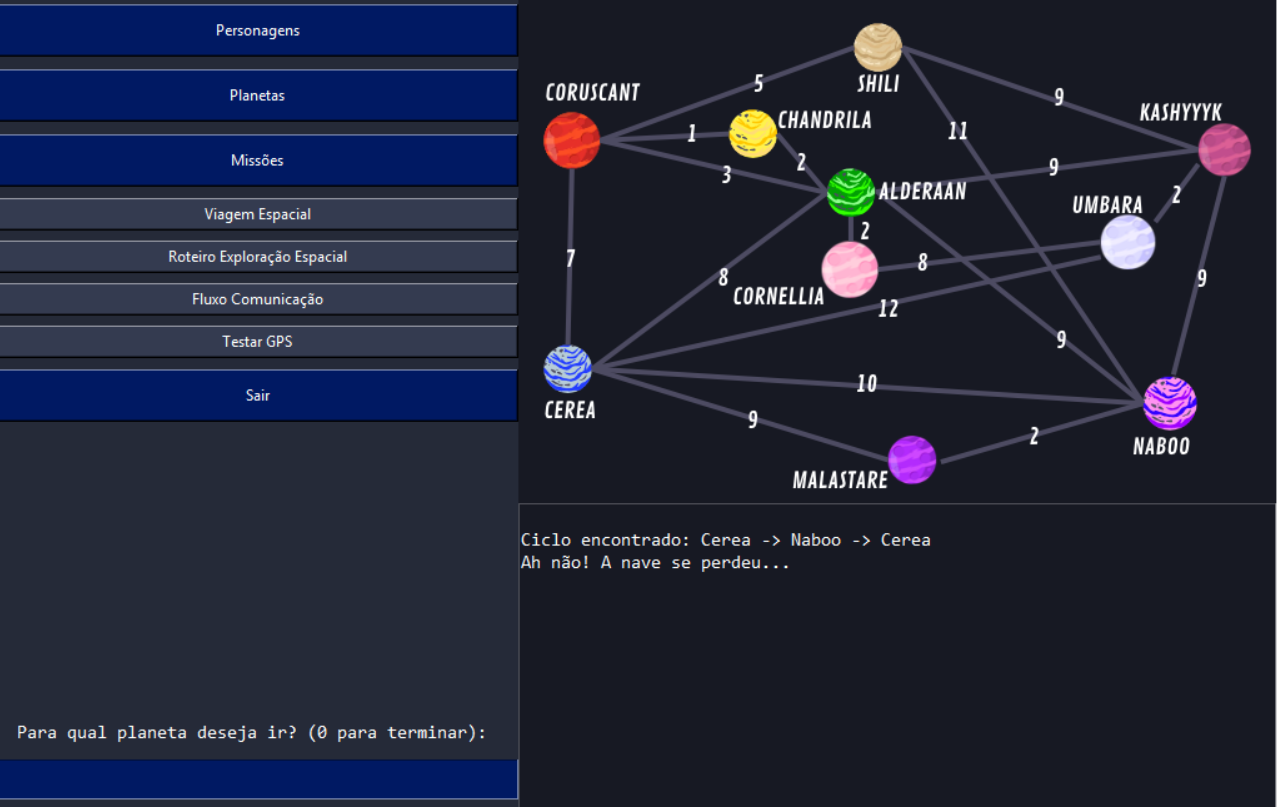 Personagens
Planetas
Missões
Viagem Espacial
Roteiro Exploração Espacial
Fluxo Comunicação
Testar GPS
Sair
Para qual planeta deseja ir? (0 para terminar):
SHILI
5
9
CORUSCANT
KASHYYYK
CHANDRILA
11
1
2
9
3
ALDERAAN
2
UMBARA
2
8
8
9
CORNELLIA
12
7
9
10
CEREA
9
2
NABOO
MALASTARE
Ciclo encontrado: Cerea -> Naboo -> Cerea
Ah não! A nave se perdeu...